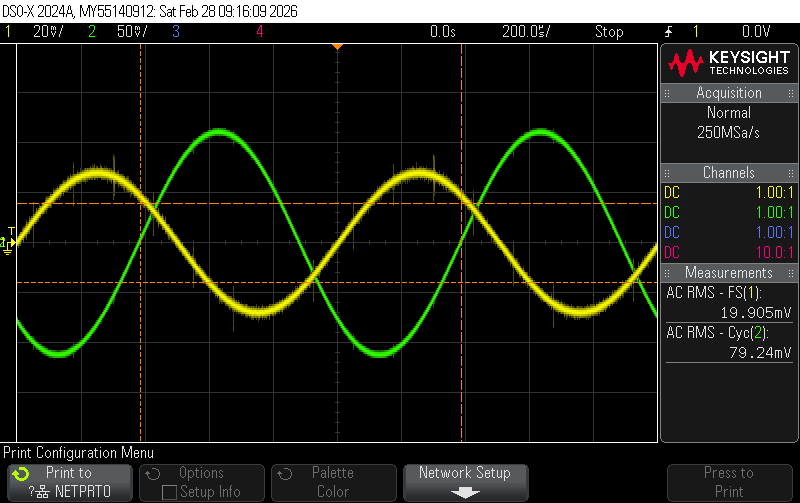 DSO-X 2024A, MY55140912: Sat Feb 28 09:16:09 2026
1 20mV/ 2 50mV/ 3 4 0.0s 200.0us/ Stop 1 0.0V
KEYSIGHT
TECHNOLOGIES
Acquisition
Normal
250MSa/s
Channels
DC 1.00:1
DC 1.00:1
DC 1.00:1
DC 10.0:1
Measurements
AC RMS - FS(1):
19.905mV
AC RMS - Cyc(2):
79.24mV
T
Print Configuration Menu
Print to
? NETPRT0
Options
Setup Info
Palette
Color
Network Setup
Press to
Print